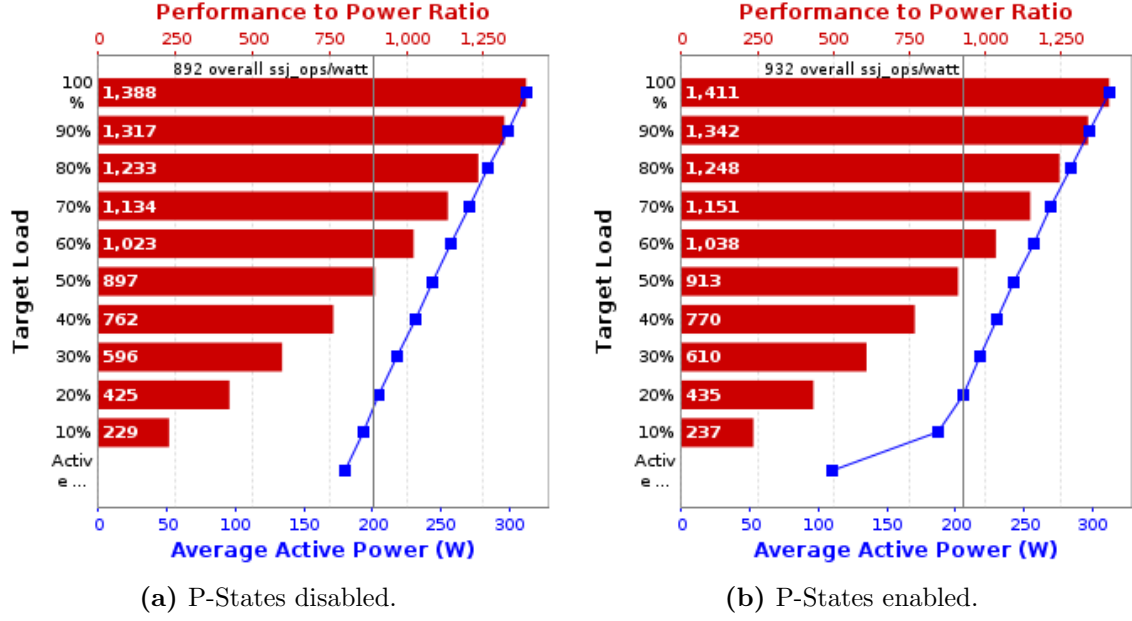 Performance to Power Ratio
0 250 500 750 1,000 1,250
892 overall ssj_ops/watt
Target Load
100 %
1,388
90%
1,317
80%
1,233
70%
1,134
60%
1,023
50%
897
40%
762
30%
596
20%
425
10%
229
Activ
e ...
0 50 100 150 200 250 300
Average Active Power (W)
(a) P-States disabled.
Performance to Power Ratio
0 250 500 750 1,000 1,250
932 overall ssj_ops/watt
Target Load
100 %
1,411
90%
1,342
80%
1,248
70%
1,151
60%
1,038
50%
913
40%
770
30%
610
20%
435
10%
237
Activ
e ...
0 50 100 150 200 250 300
Average Active Power (W)
(b) P-States enabled.